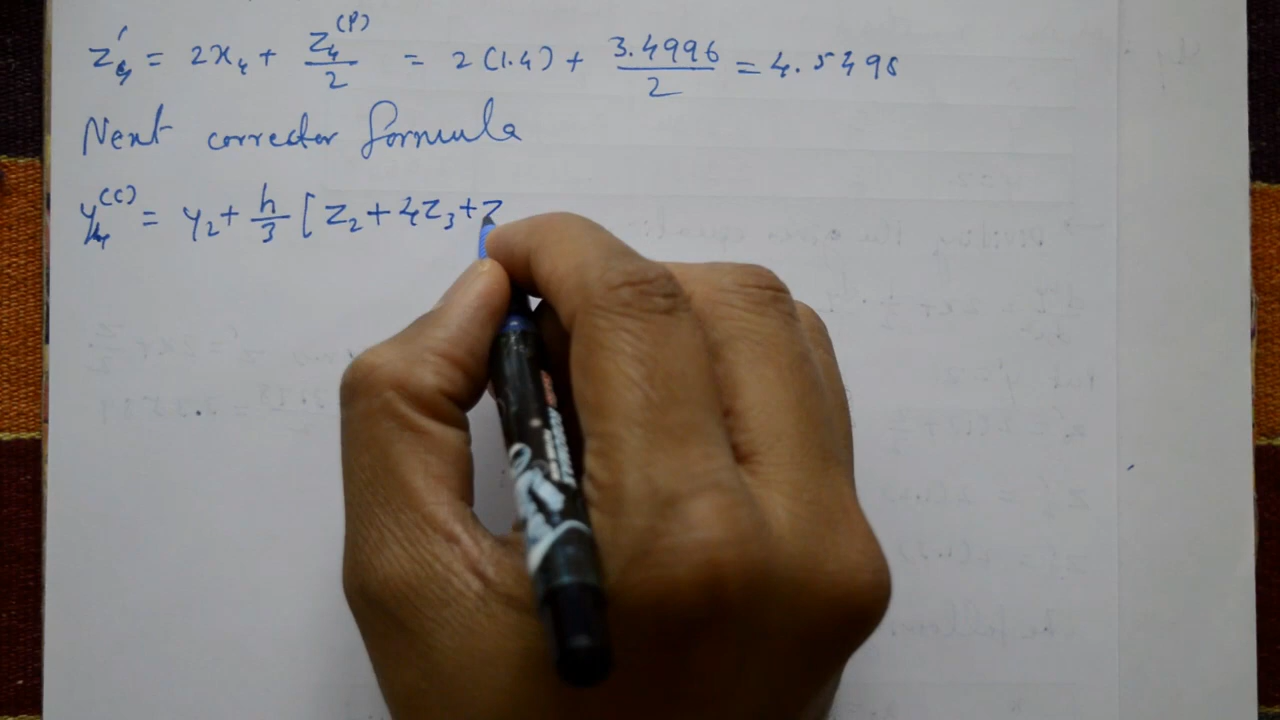 z₄' = 2x₄ + z₄⁽ᴾ⁾/2 = 2(1.4) + 3.4996/2 = 4.5498
Next corrector formula
y₄⁽ᶜ⁾ = y₂ + h/3 [z₂ + 4z₃ + z